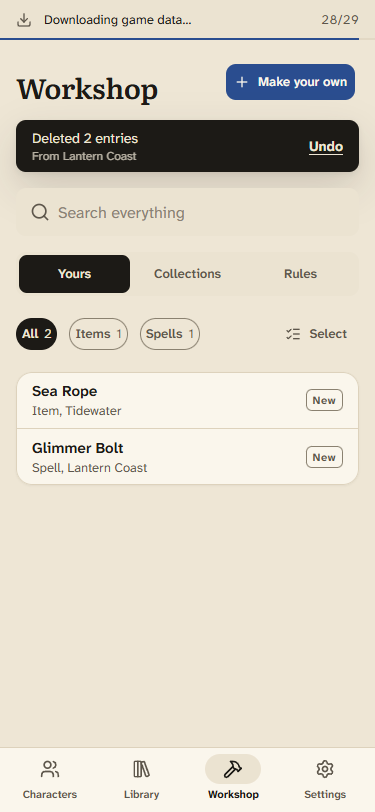 Downloading game data... 28/29
Workshop
Make your own
Deleted 2 entries
From Lantern Coast
Undo
Search everything
Yours Collections Rules
All 2 Items 1 Spells 1 Select
Sea Rope
Item, Tidewater
New
Glimmer Bolt
Spell, Lantern Coast
New
Characters Library Workshop Settings